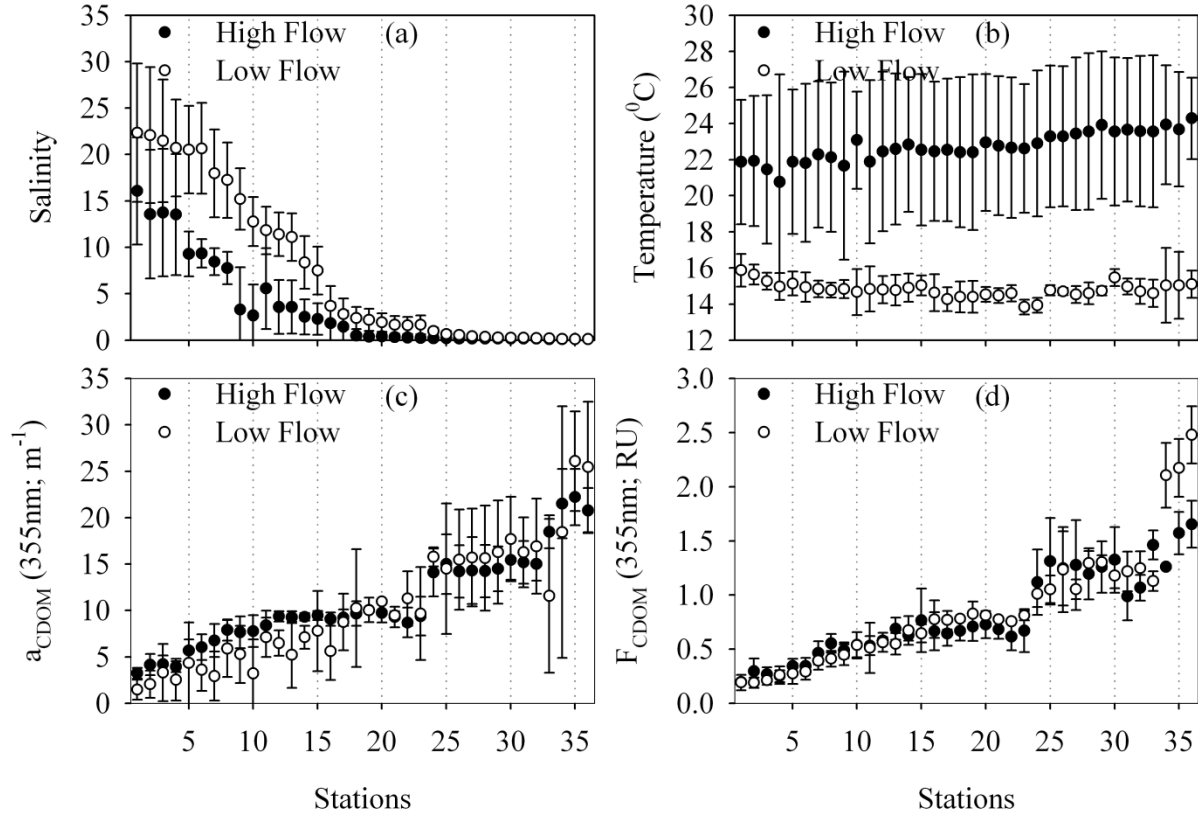 35
30
25
20
15
10
5
0
Salinity
High Flow
Low Flow
(a)
30
28
26
24
22
20
18
16
14
12
Temperature (⁰C)
High Flow
Low Flow
(b)
35
30
25
20
15
10
5
0
a_CDOM (355nm; m⁻¹)
High Flow
Low Flow
(c)
5 10 15 20 25 30 35
Stations
3.0
2.5
2.0
1.5
1.0
0.5
0.0
F_CDOM (355nm; RU)
High Flow
Low Flow
(d)
5 10 15 20 25 30 35
Stations